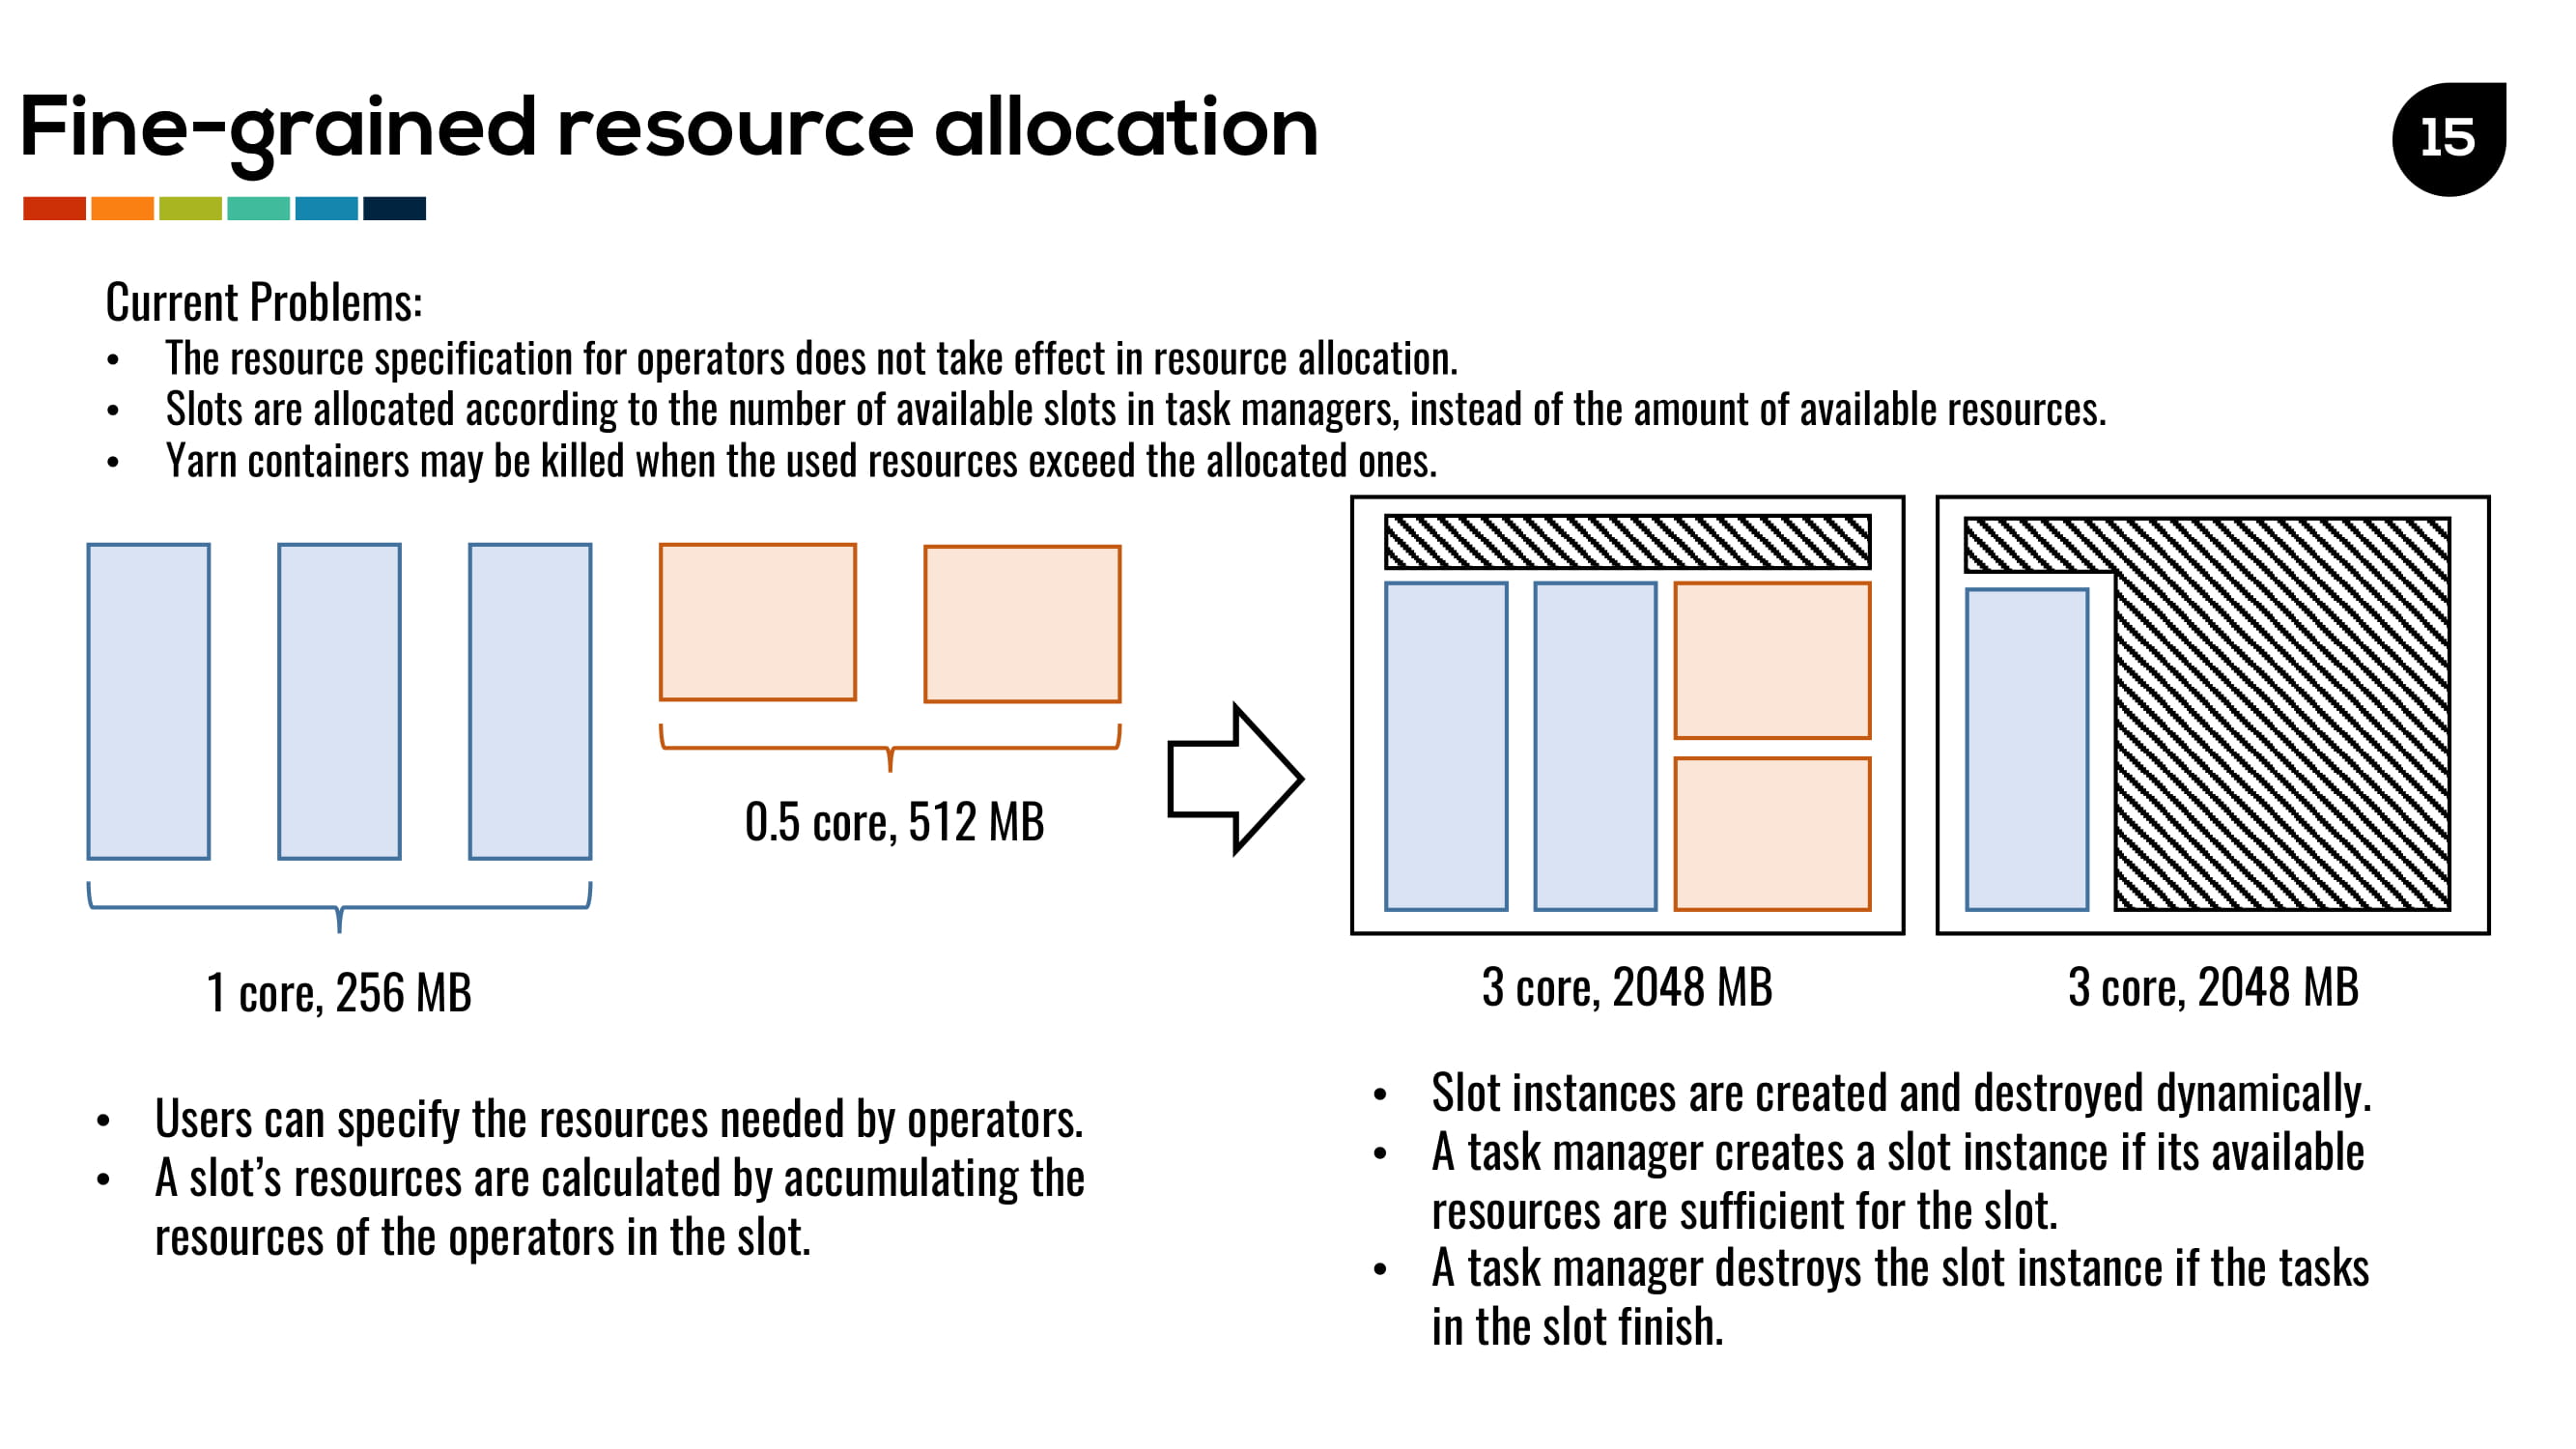 Fine-grained resource allocation
15
Current Problems:
• The resource specification for operators does not take effect in resource allocation.
• Slots are allocated according to the number of available slots in task managers, instead of the amount of available resources.
• Yarn containers may be killed when the used resources exceed the allocated ones.
0.5 core, 512 MB
1 core, 256 MB
3 core, 2048 MB
3 core, 2048 MB
• Users can specify the resources needed by operators.
• A slot’s resources are calculated by accumulating the
resources of the operators in the slot.
• Slot instances are created and destroyed dynamically.
• A task manager creates a slot instance if its available
resources are sufficient for the slot.
• A task manager destroys the slot instance if the tasks
in the slot finish.